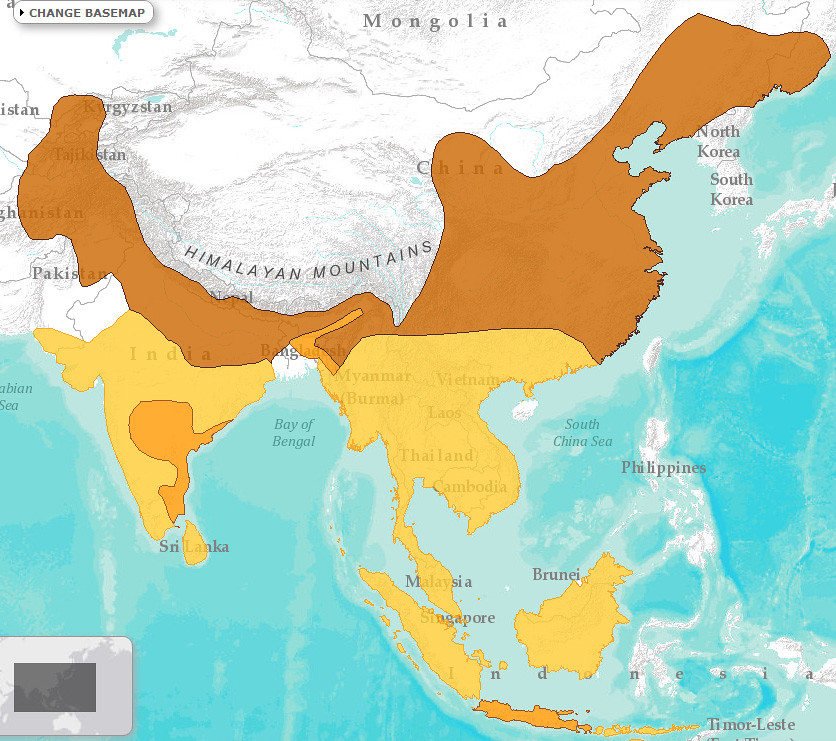 CHANGE BASEMAP
Mongolia
istan
Kyrgyzstan
Tajikistan
North
Korea
China
South
Korea
ghanistan
HIMALAYAN MOUNTAINS
Pakistan
Nepal
India
Bangladesh
Myanmar
(Burma)
Vietnam
abian
Sea
Laos
Bay of
Bengal
South
China Sea
Thailand
Philippines
Cambodia
Sri Lanka
Malaysia
Brunei
Singapore
Indonesia
Timor-Leste